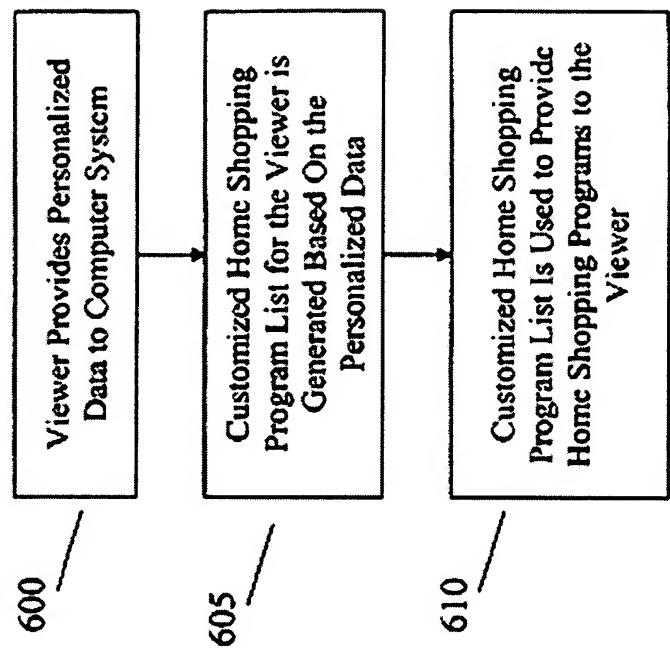 600
Viewer Provides Personalized
Data to Computer System
605
Customized Home Shopping
Program List for the Viewer is
Generated Based On the
Personalized Data
610
Customized Home Shopping
Program List Is Used to Provide
Home Shopping Programs to the
Viewer